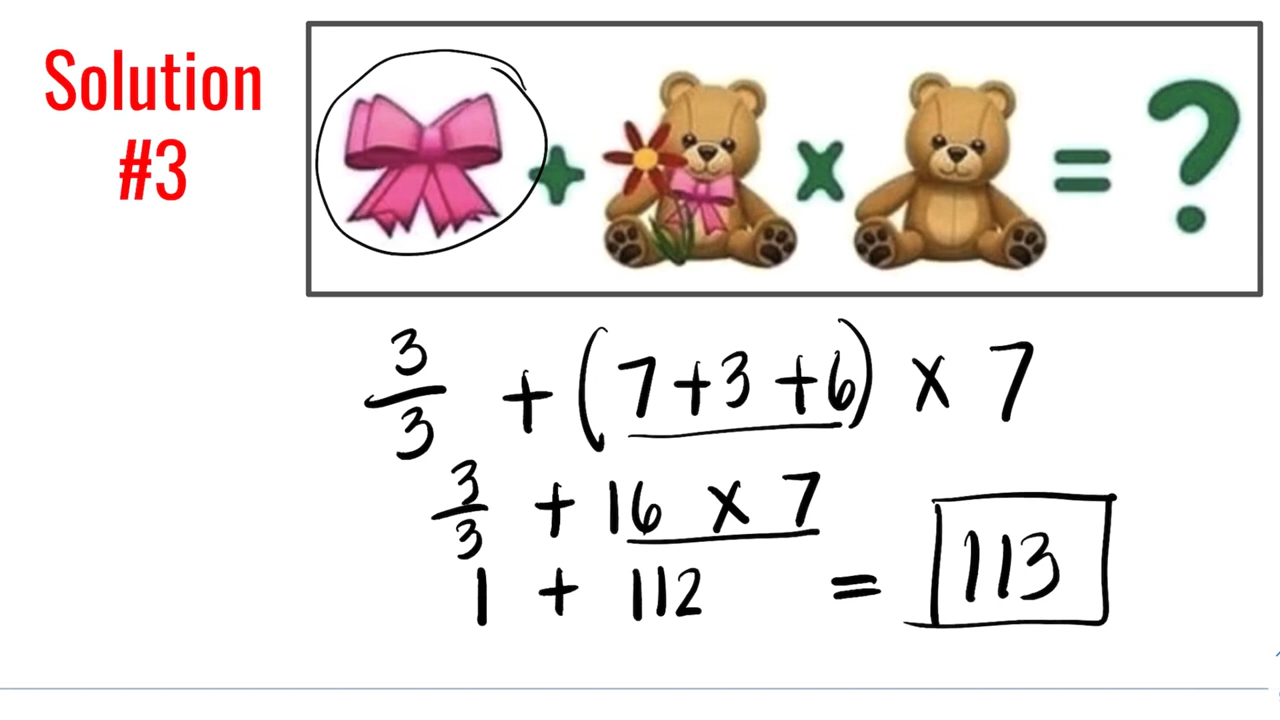 Solution
#3
+ x = ?
3/3 + (7+3+6) x 7
3/3 + 16 x 7
1 + 112 = 113